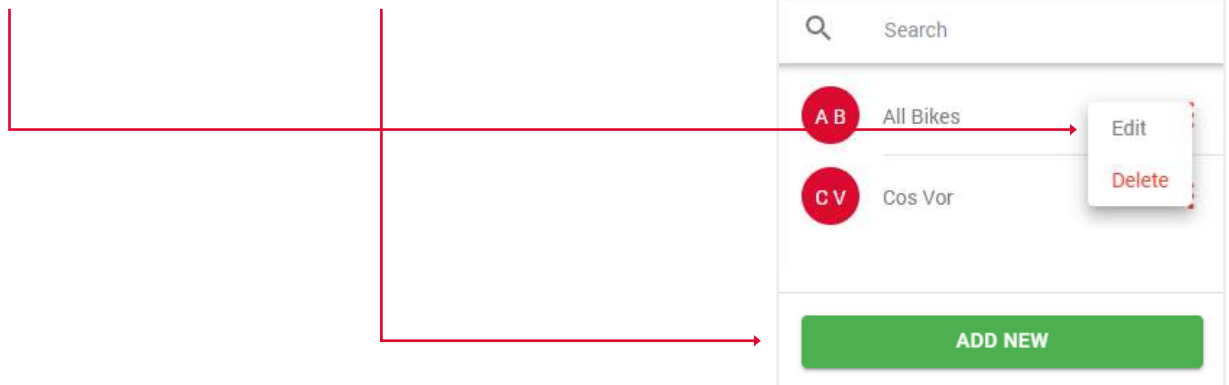 Search
A B All Bikes
Edit
Delete
C V Cos Vor
ADD NEW